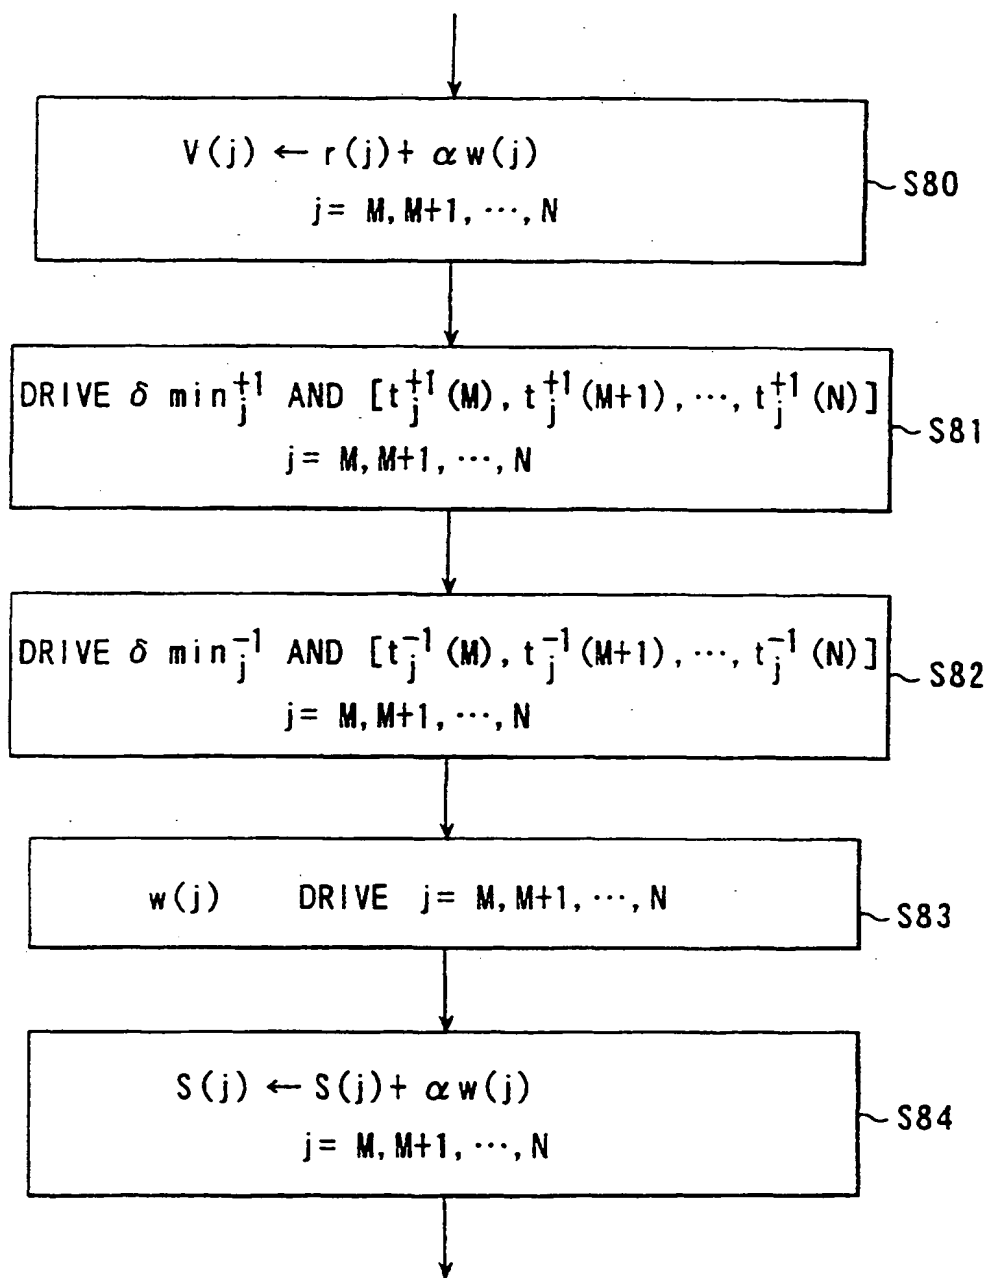 V(j) ← r(j)+ αw(j)
j= M, M+1, ···, N
S80
DRIVE δ min_j^{+1} AND [t_j^{+1}(M), t_j^{+1}(M+1), ···, t_j^{+1}(N)]
j= M, M+1, ···, N
S81
DRIVE δ min_j^{-1} AND [t_j^{-1}(M), t_j^{-1}(M+1), ···, t_j^{-1}(N)]
j= M, M+1, ···, N
S82
w(j) DRIVE j= M, M+1, ···, N
S83
S(j) ← S(j)+ αw(j)
j= M, M+1, ···, N
S84